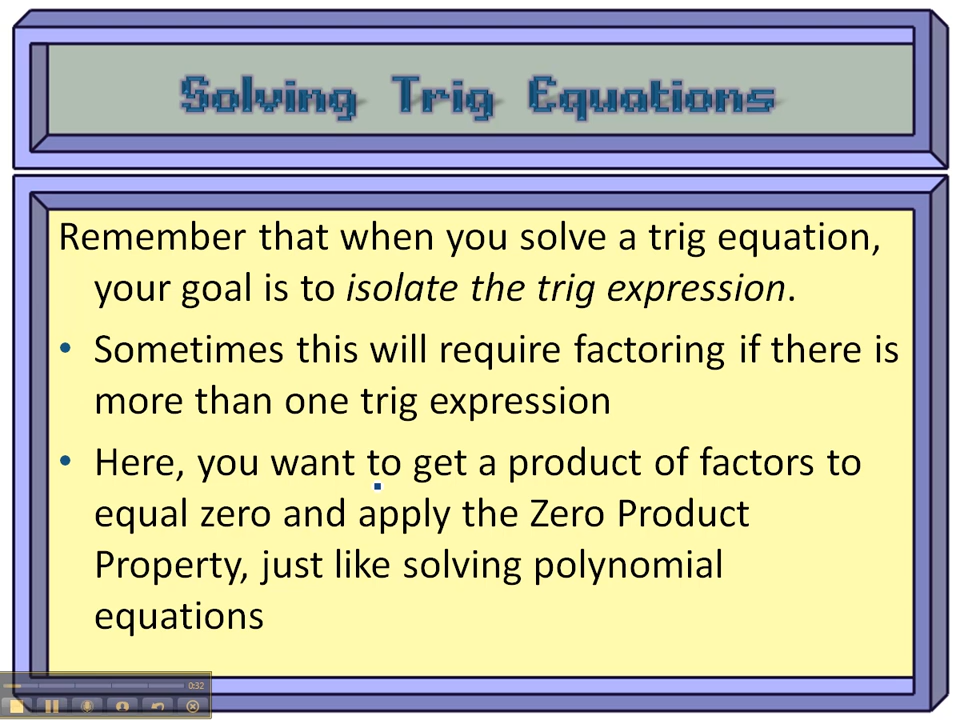 Solving Trig Equations
Remember that when you solve a trig equation,
your goal is to isolate the trig expression.
• Sometimes this will require factoring if there is
more than one trig expression
• Here, you want to get a product of factors to
equal zero and apply the Zero Product
Property, just like solving polynomial
equations
0:32